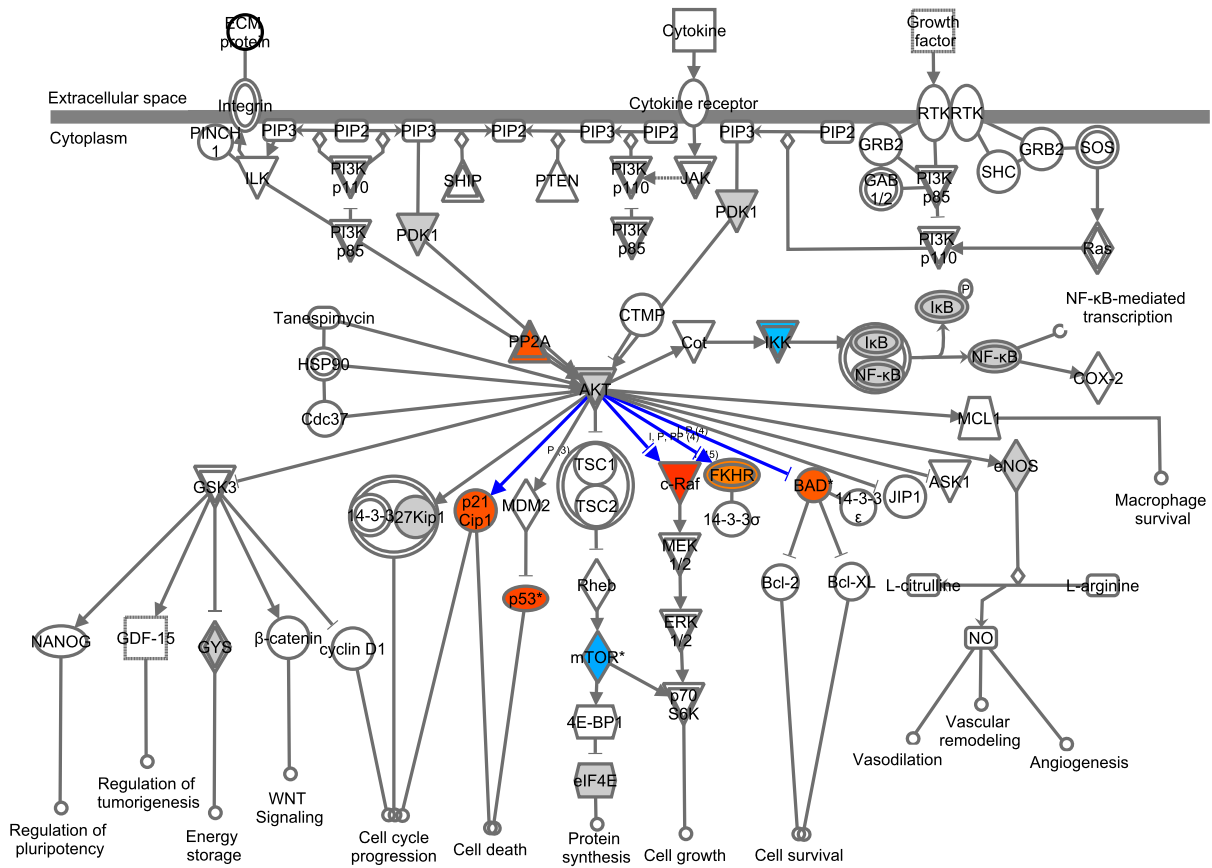 ECM
protein
Cytokine
Growth
factor
Extracellular space
Integrin
Cytokine receptor
RTK
RTK
Cytoplasm
PINCH
1
PIP3
PIP2
PIP3
PIP2
PIP3
PIP2
PIP3
PIP2
GRB2
GRB2
SOS
ILK
PI3K
p110
SHIP
PTEN
PI3K
p110
JAK
GAB
1/2
PI3K
p85
SHC
PI3K
p85
PDK1
PI3K
p85
PDK1
PI3K
p110
Ras
NF-κB-mediated
transcription
P
IκB
Tanespimycin
CTMP
PP2A
Cot
IKK
IκB
NF-κB
NF-κB
HSP90
COX-2
AKT
Cdc37
MCL1
P (3)
I, P (4)
TSC1
TSC2
GSK3
c-Raf
FKHR
BAD*
ASK1
eNOS
Macrophage
survival
14-3-3
27Kip1
p21
Cip1
MDM2
14-3-3σ
14-3-3
ε
JIP1
MEK
1/2
Rheb
Bcl-2
Bcl-XL
L-citrulline
L-arginine
p53*
NANOG
GDF-15
GYS
β-catenin
cyclin D1
ERK
1/2
NO
mTOR*
p70
S6K
4E-BP1
Vascular
remodeling
Vasodilation
Angiogenesis
eIF4E
Regulation of
tumorigenesis
WNT
Signaling
Regulation of
pluripotency
Energy
storage
Cell cycle
progression
Cell death
Protein
synthesis
Cell growth
Cell survival